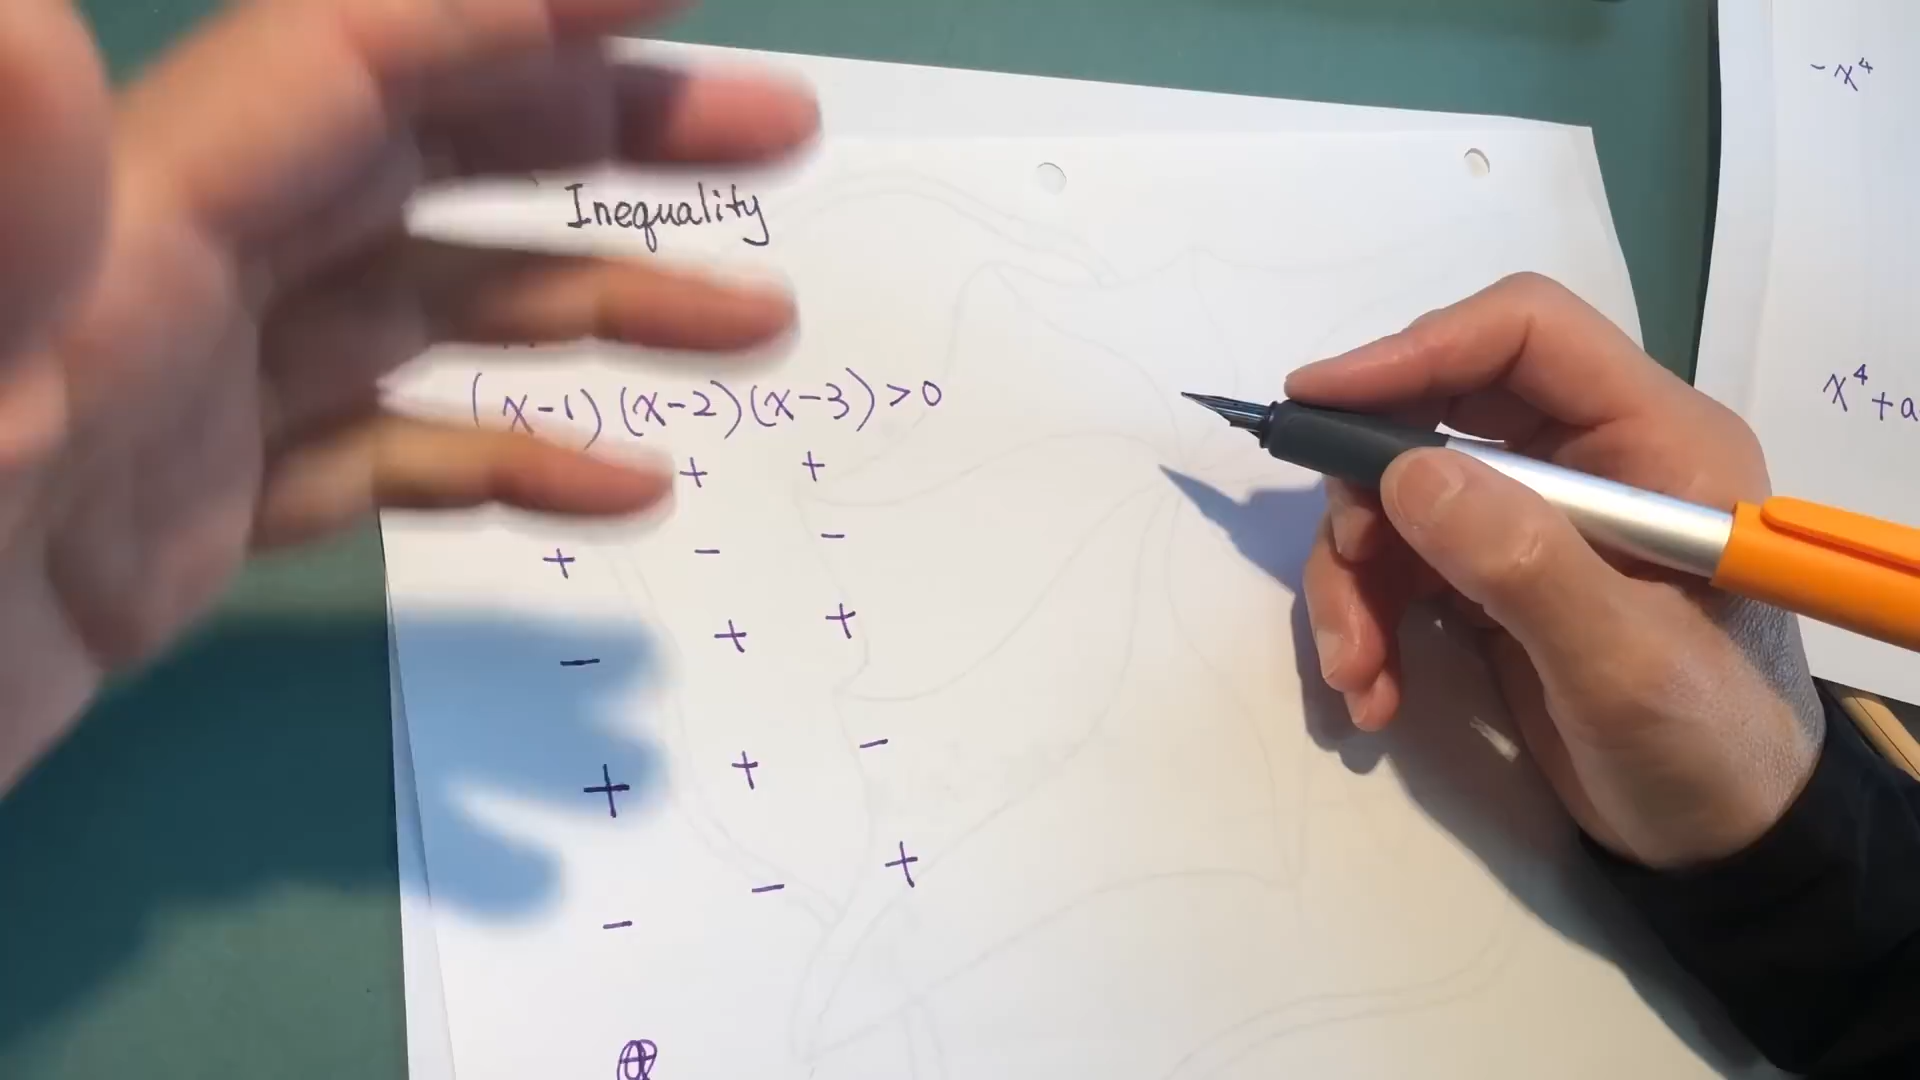 Inequality
(x-1)(x-2)(x-3)>0
+ +
+ - -
- + +
+ + -
- - +
-x⁴
x⁴+a